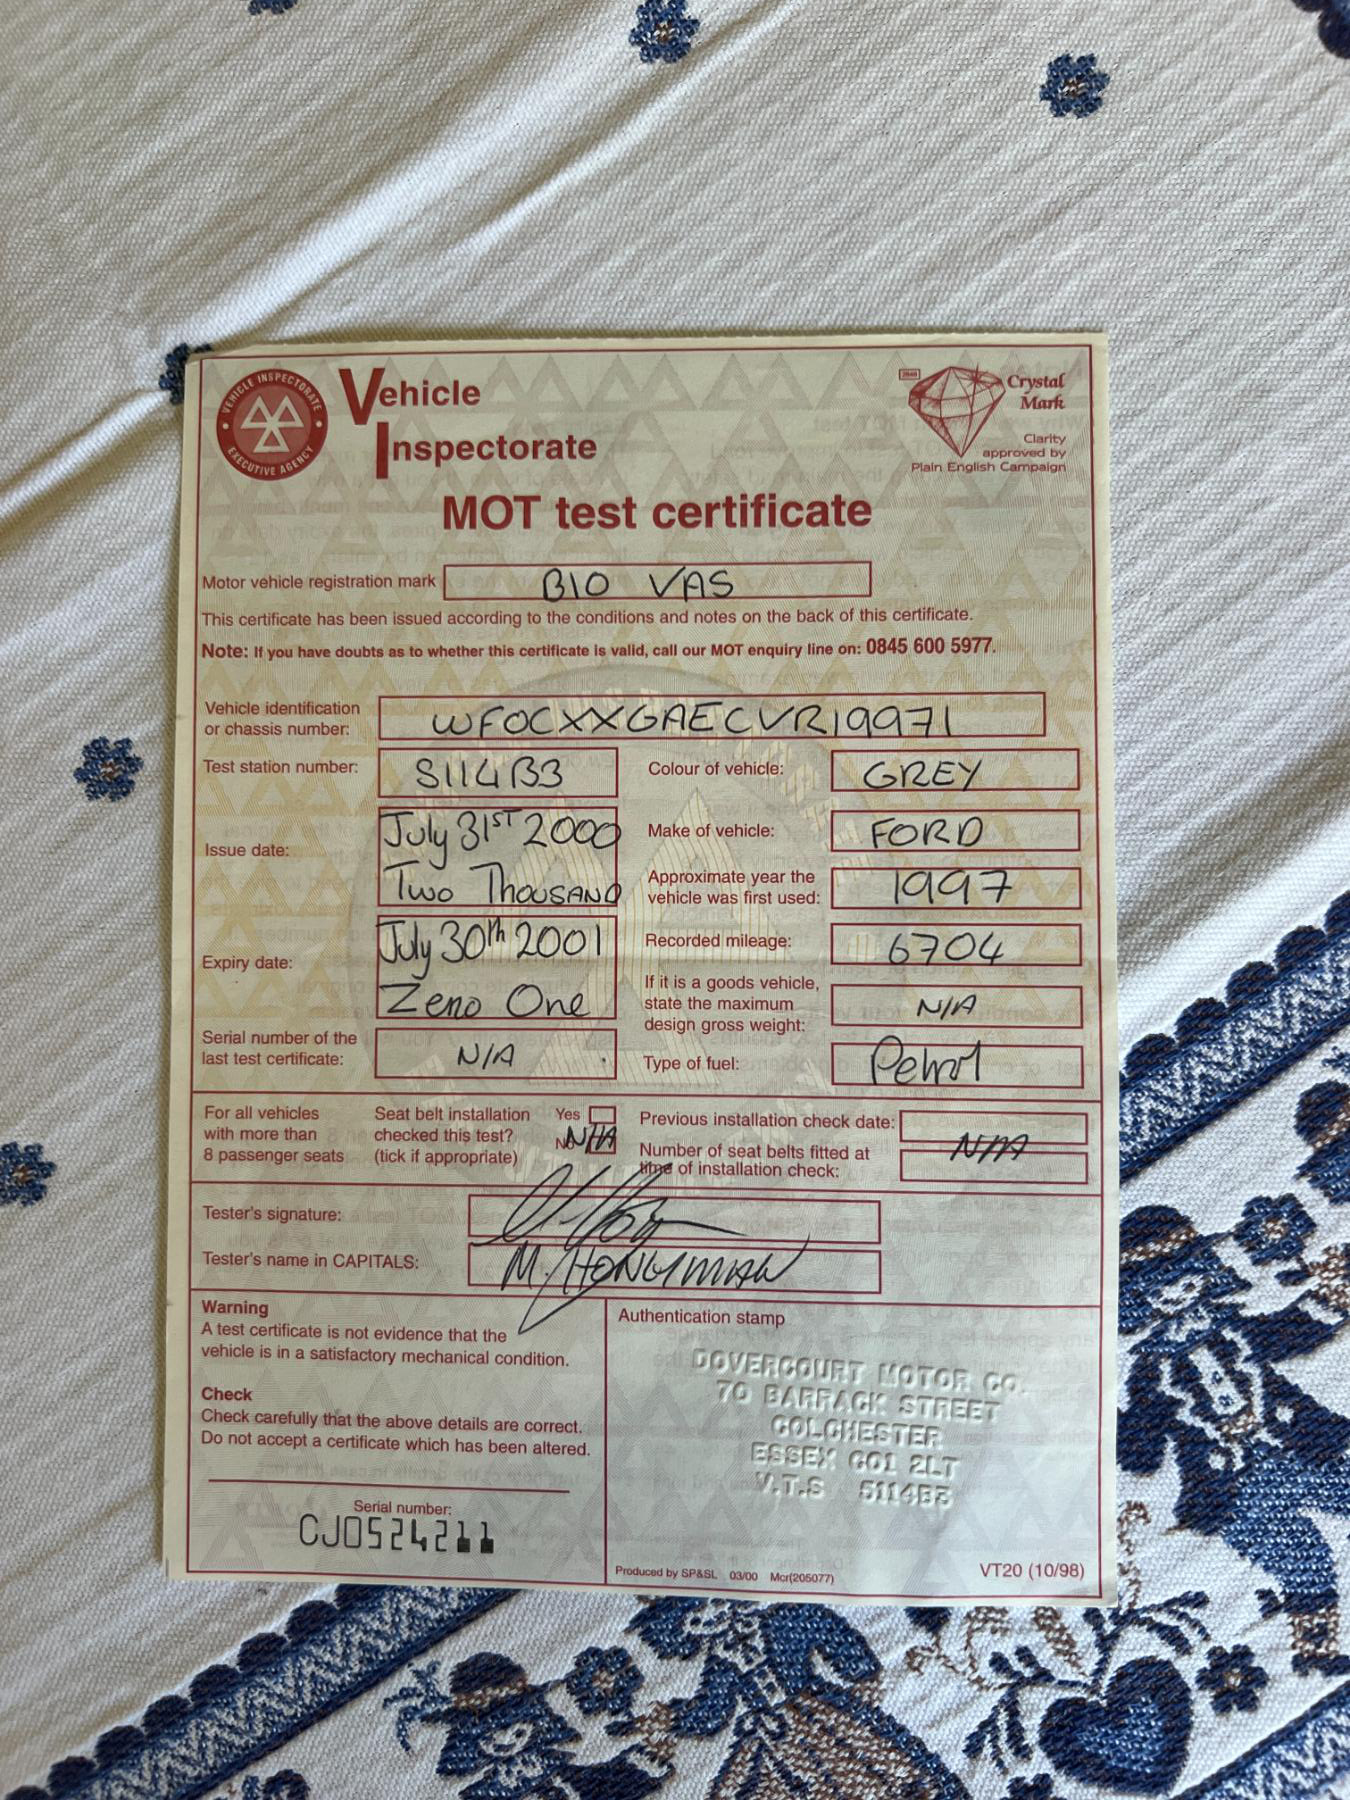 VEHICLE INSPECTORATE
EXECUTIVE AGENCY
Vehicle
Inspectorate
Crystal
Mark
Clarity
approved by
Plain English Campaign
MOT test certificate
Motor vehicle registration mark B10 VAS
This certificate has been issued according to the conditions and notes on the back of this certificate.
Note: If you have doubts as to whether this certificate is valid, call our MOT enquiry line on: 0845 600 5977.
Vehicle identification
or chassis number: WFOCXXGAECVR19971
Test station number: S114B3
Colour of vehicle: GREY
Issue date: July 31ST 2000
Two THOUSAND
Make of vehicle: FORD
Approximate year the
vehicle was first used: 1997
Expiry date: July 30th 2001
Zero One
Recorded mileage: 6704
If it is a goods vehicle,
state the maximum
design gross weight: N/A
Serial number of the
last test certificate: N/A
Type of fuel: Petrol
For all vehicles
with more than
8 passenger seats
Seat belt installation
checked this test?
(tick if appropriate)
Yes
No N/A
Previous installation check date:
N/A
Number of seat belts fitted at
time of installation check:
Tester's signature:
Tester's name in CAPITALS: M. HONEYMAN
Warning
A test certificate is not evidence that the
vehicle is in a satisfactory mechanical condition.
Check
Check carefully that the above details are correct.
Do not accept a certificate which has been altered.
Serial number:
CJ0524211
Authentication stamp
DOVERCOURT MOTOR CO.
70 BARRACK STREET
COLCHESTER
ESSEX CO1 2LT
V.T.S 5114B3
Produced by SP&SL 03/00 Mcr(205077)
VT20 (10/98)